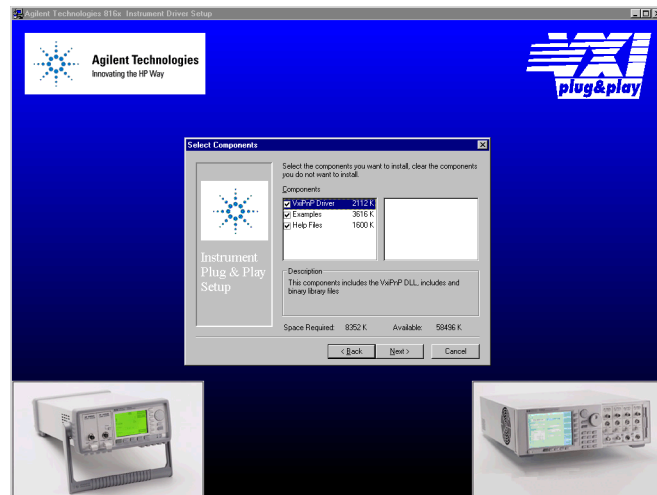 Agilent Technologies 816x Instrument Driver Setup
Agilent Technologies
Innovating the HP Way
VXI
plug&play
Select Components
Select the components you want to install, clear the components
you do not want to install.
Components
VxiPnP Driver 2112 K
Examples 3616 K
Help Files 1600 K
Instrument
Plug & Play
Setup
Description
This components includes the VxiPnP DLL, includes and
binary library files
Space Required: 8352 K Available: 58496 K
< Back Next > Cancel